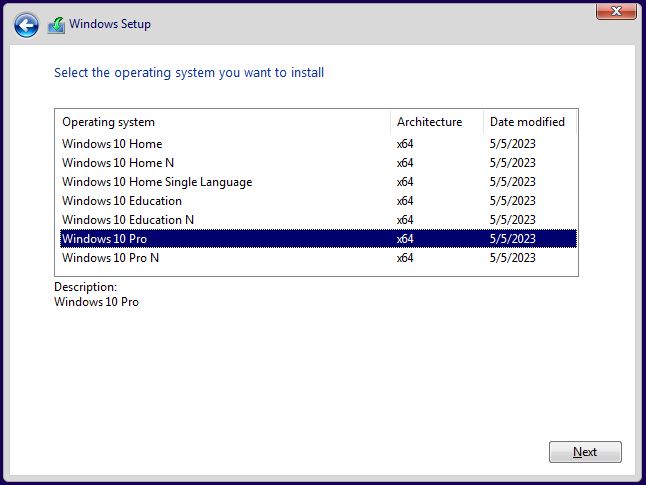 Windows Setup
Select the operating system you want to install
Operating system Architecture Date modified
Windows 10 Home x64 5/5/2023
Windows 10 Home N x64 5/5/2023
Windows 10 Home Single Language x64 5/5/2023
Windows 10 Education x64 5/5/2023
Windows 10 Education N x64 5/5/2023
Windows 10 Pro x64 5/5/2023
Windows 10 Pro N x64 5/5/2023
Description:
Windows 10 Pro
Next